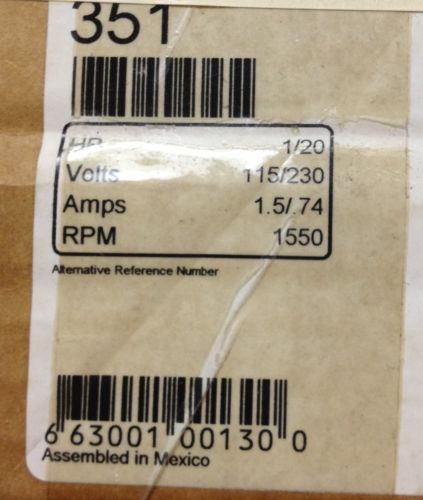 351
HP 1/20
Volts 115/230
Amps 1.5/.74
RPM 1550
Alternative Reference Number
6 63001 00130 0
Assembled in Mexico